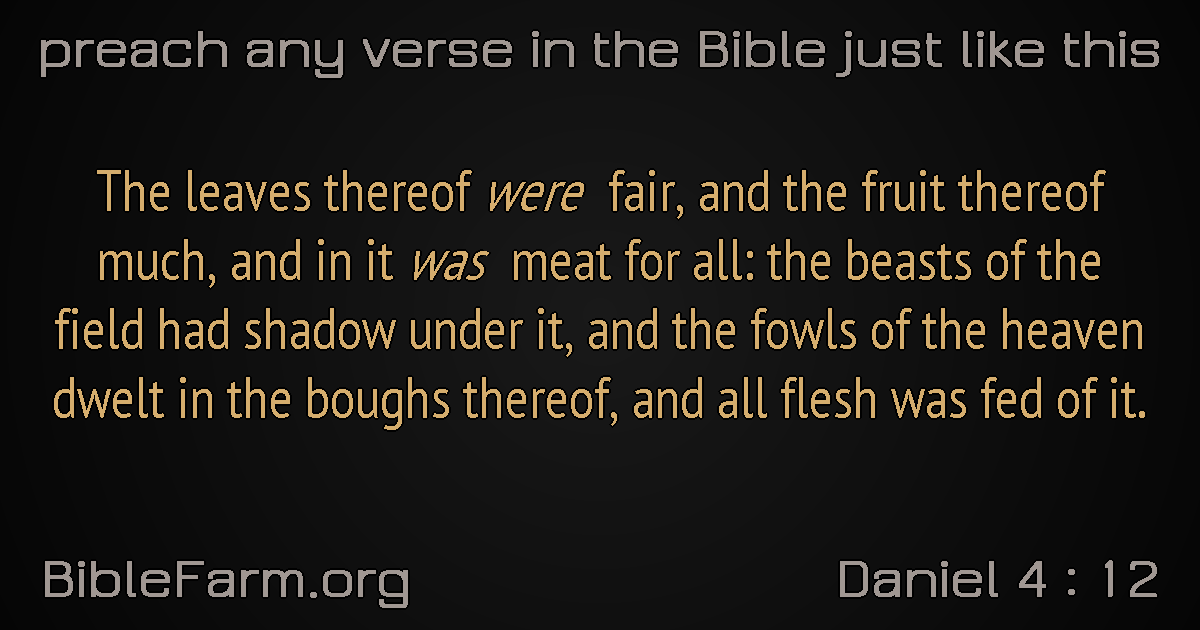 preach any verse in the Bible just like this
The leaves thereof were fair, and the fruit thereof
much, and in it was meat for all: the beasts of the
field had shadow under it, and the fowls of the heaven
dwelt in the boughs thereof, and all flesh was fed of it.
BibleFarm.org
Daniel 4 : 12